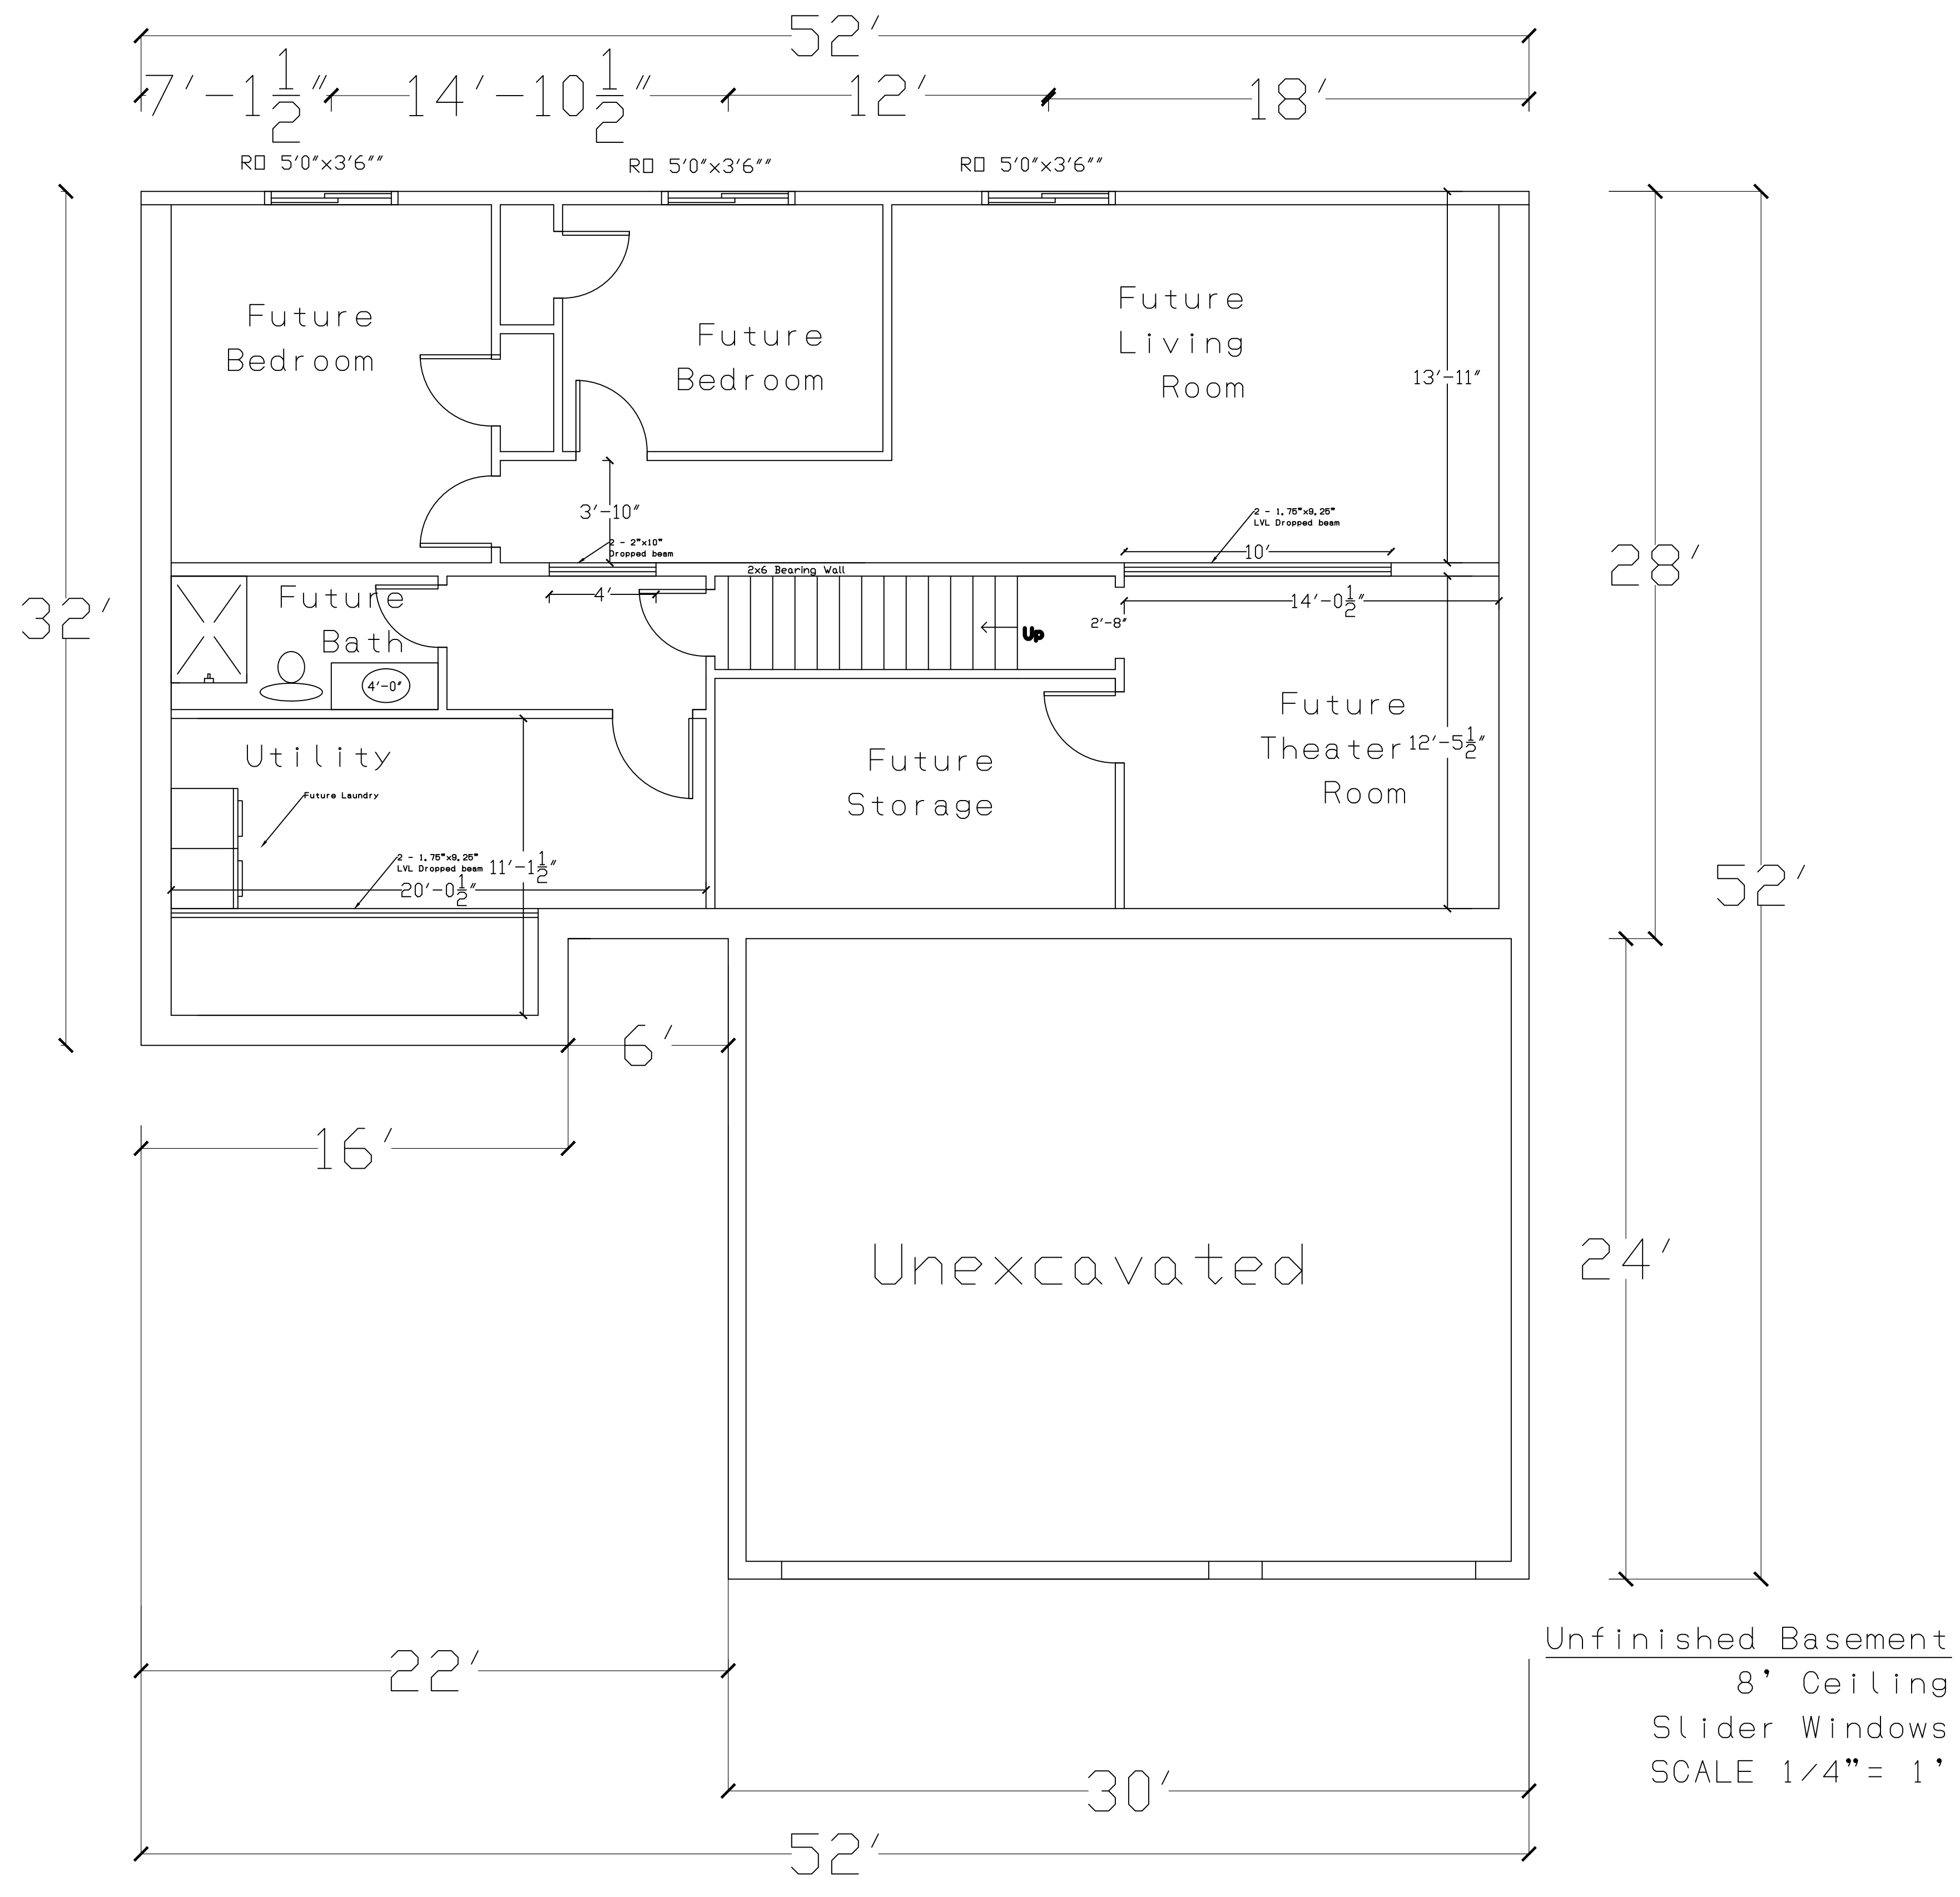 52'
7'-1 1/2"
14'-10 1/2"
12'
18'
RO 5'0"x3'6""
RO 5'0"x3'6""
RO 5'0"x3'6""
Future
Bedroom
Future
Bedroom
Future
Living
Room
13'-11"
3'-10"
2 - 2"x10"
Dropped beam
2 - 1.75"x9.25"
LVL Dropped beam
10'
28'
2x6 Bearing Wall
32'
Future
Bath
4'
14'-0 1/2"
2'-8"
Up
4'-0"
Utility
Future Laundry
Future
Storage
Future
Theater
Room
12'-5 1/2"
2 - 1.75"x9.25"
LVL Dropped beam
11'-1 1/2"
20'-0 1/2"
52'
6'
16'
Unexcavated
24'
22'
30'
52'
Unfinished Basement
8' Ceiling
Slider Windows
SCALE 1/4"= 1'